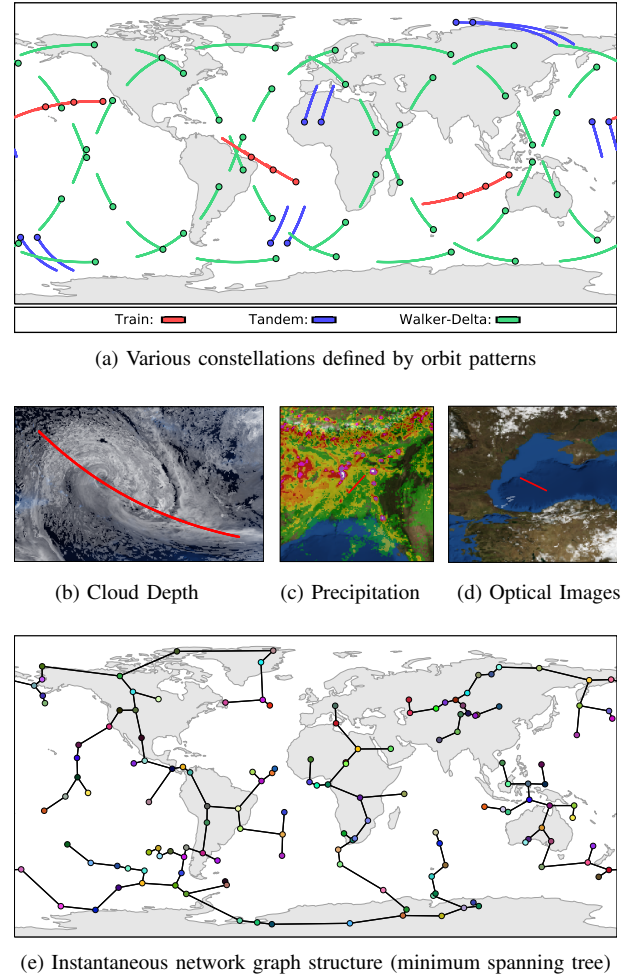 Train: Tandem: Walker-Delta:
(a) Various constellations defined by orbit patterns
(b) Cloud Depth (c) Precipitation (d) Optical Images
(e) Instantaneous network graph structure (minimum spanning tree)